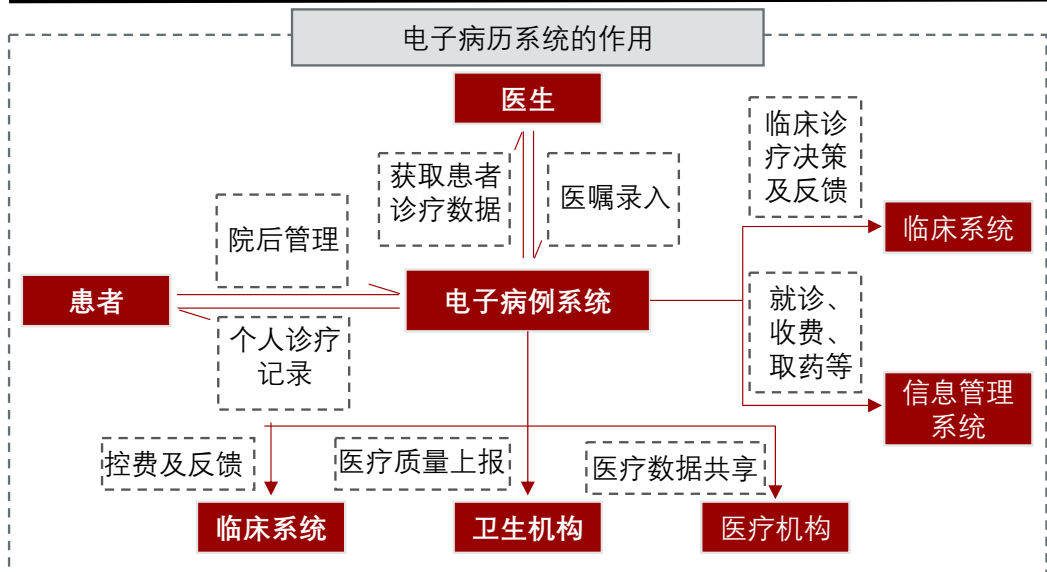 电子病历系统的作用
医生
获取患者
诊疗数据
医嘱录入
临床诊
疗决策
及反馈
院后管理
临床系统
患者
电子病例系统
个人诊疗
记录
就诊、
收费、
取药等
信息管理
系统
控费及反馈
医疗质量上报
医疗数据共享
临床系统
卫生机构
医疗机构